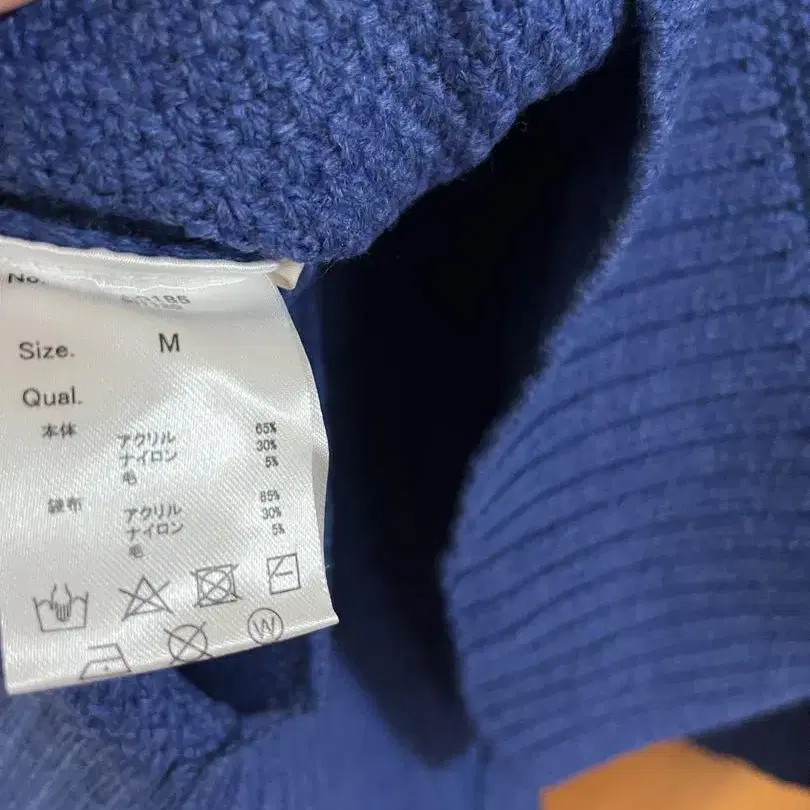 No.
Size. M
Qual.
本体 アクリル 65%
ナイロン 30%
毛 5%
アクリル 65%
ナイロン 30%
毛 5%
W